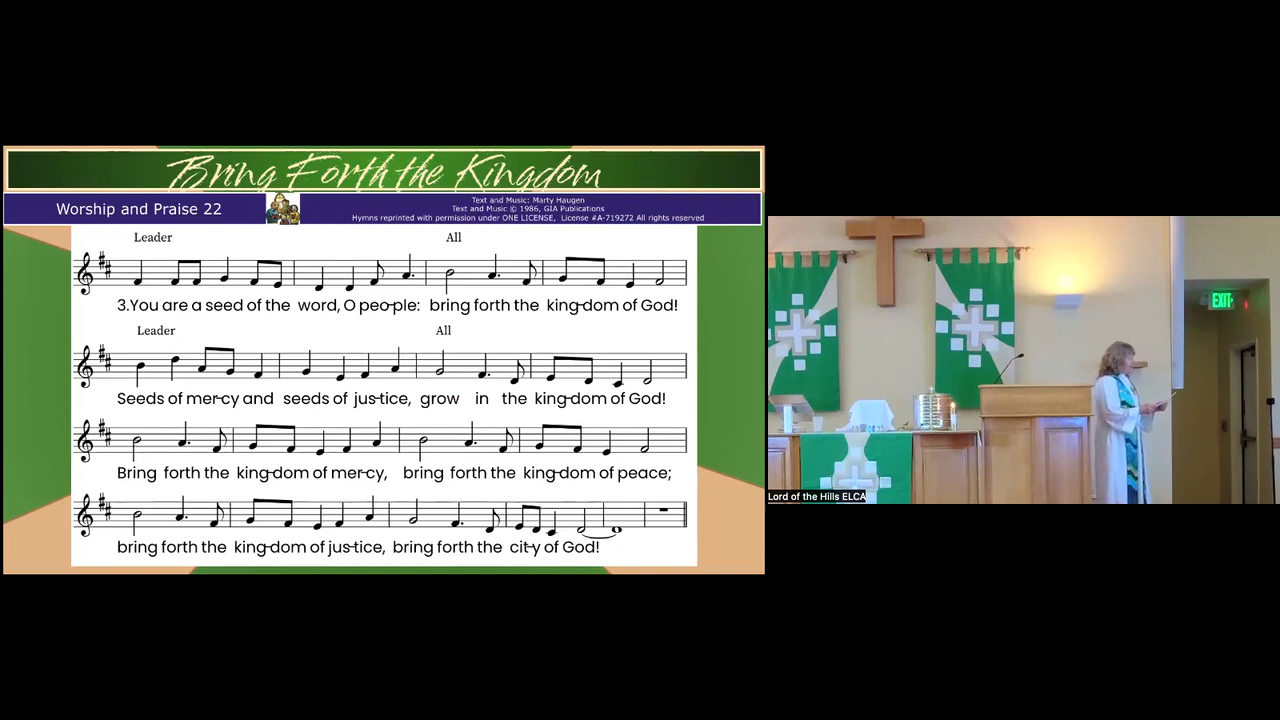 Bring Forth the Kingdom
Worship and Praise 22
Text and Music: Marty Haugen
Text and Music © 1986, GIA Publications
Hymns reprinted with permission under ONE LICENSE, License #A-719272 All rights reserved
Leader All
3.You are a seed of the word, O peo-ple: bring forth the king-dom of God!
Leader All
Seeds of mer-cy and seeds of jus-tice, grow in the king-dom of God!
Bring forth the king-dom of mer-cy, bring forth the king-dom of peace;
bring forth the king-dom of jus-tice, bring forth the cit-y of God!
EXIT
Lord of the Hills ELCA